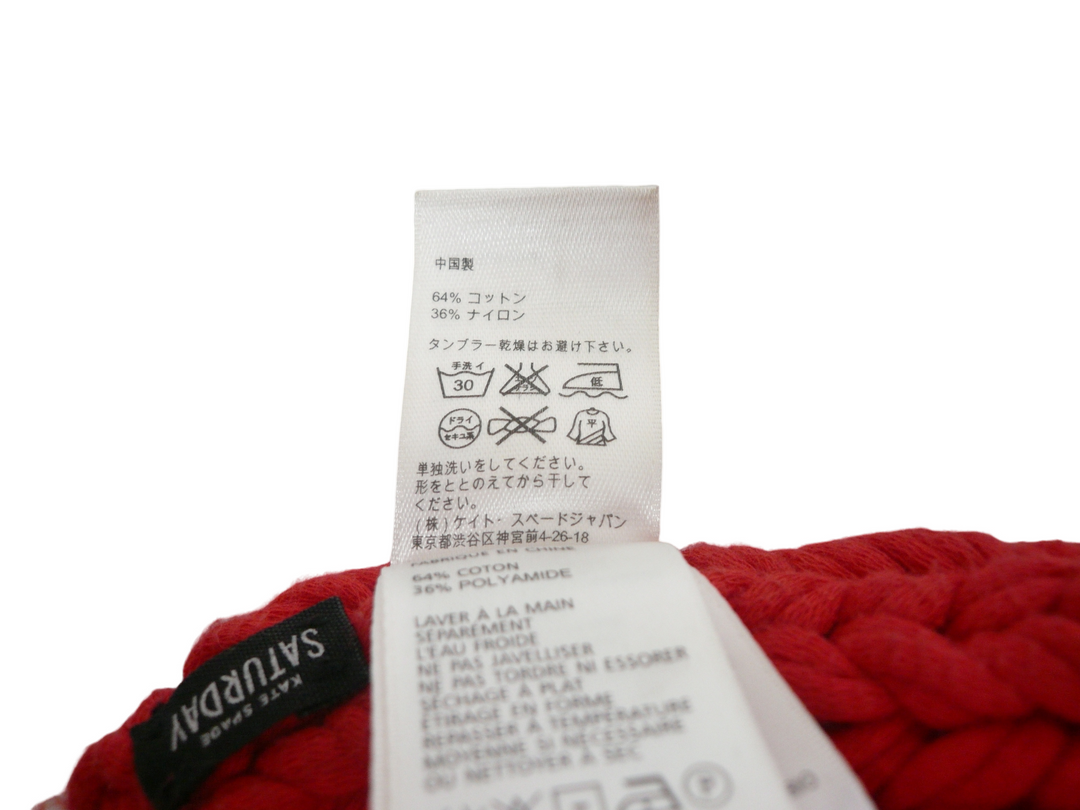 中国製
64% コットン
36% ナイロン
タンブラー乾燥はお避け下さい。
手洗イ
30
低
ドライ
セキユ系
平
単独洗いをしてください。
形をととのえてから干して
ください。
(株)ケイト・スペードジャパン
東京都渋谷区神宮前4-26-18
FABRIQUÉ EN CHINE
64% COTON
36% POLYAMIDE
LAVER À LA MAIN
SÉPARÉMENT
L'EAU FROIDE
NE PAS JAVELLISER
NE PAS TORDRE NI ESSORER
SÉCHAGE À PLAT
ÉTIRAGE EN FORME
REPASSER À TEMPÉRATURE
MOYENNE SI NÉCESSAIRE
OU NETTOYER À SEC
P
KATE SPADE
SATURDAY